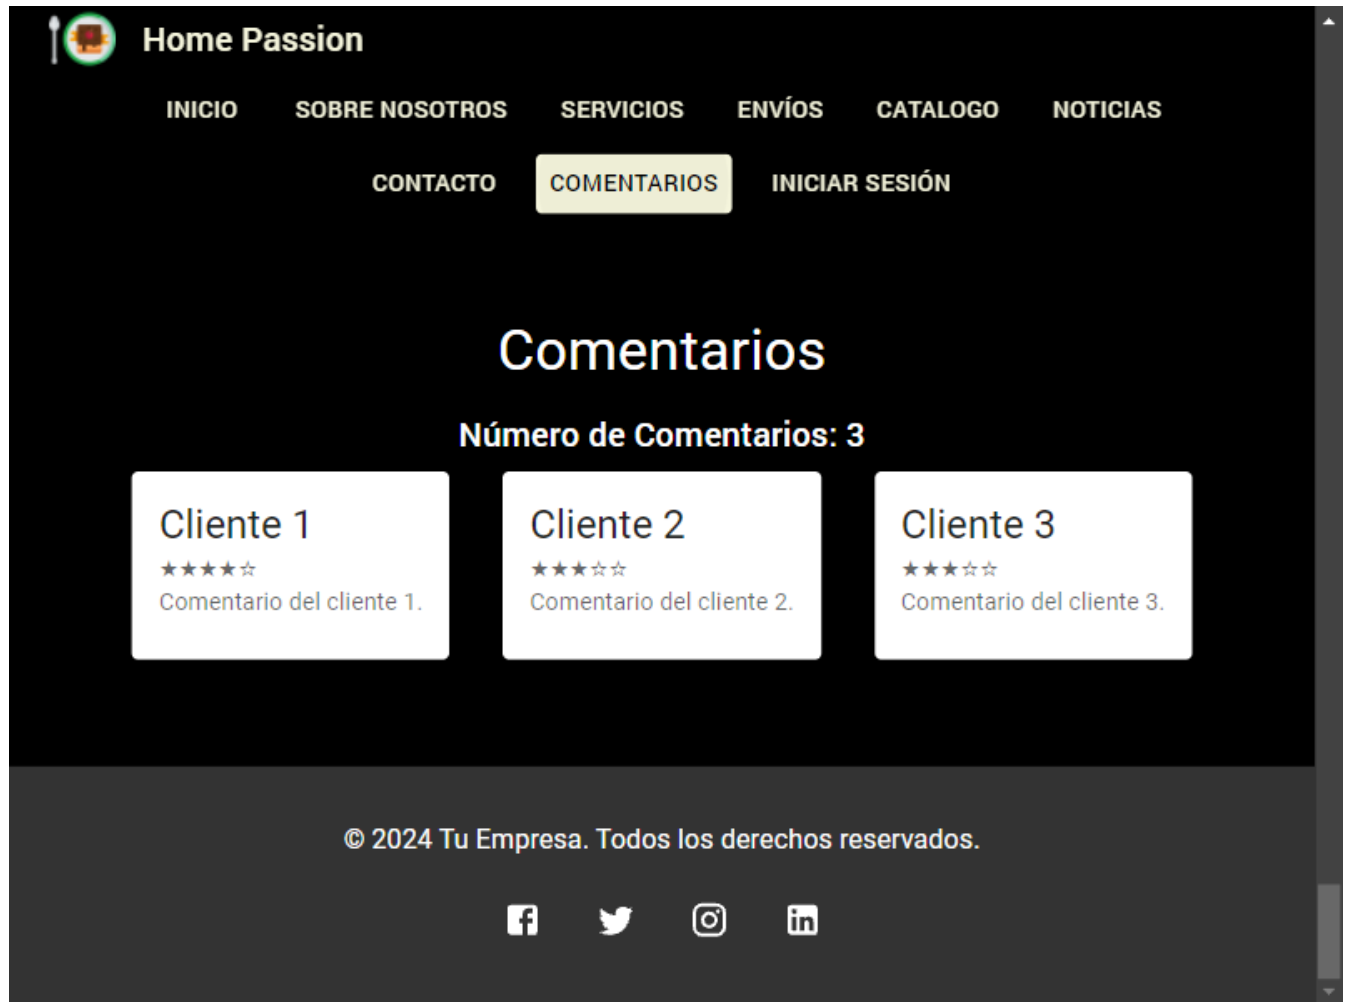 Home Passion
INICIO SOBRE NOSOTROS SERVICIOS ENVÍOS CATALOGO NOTICIAS
CONTACTO COMENTARIOS INICIAR SESIÓN
Comentarios
Número de Comentarios: 3
Cliente 1
★★★★☆
Comentario del cliente 1.
Cliente 2
★★★☆☆
Comentario del cliente 2.
Cliente 3
★★★☆☆
Comentario del cliente 3.
© 2024 Tu Empresa. Todos los derechos reservados.